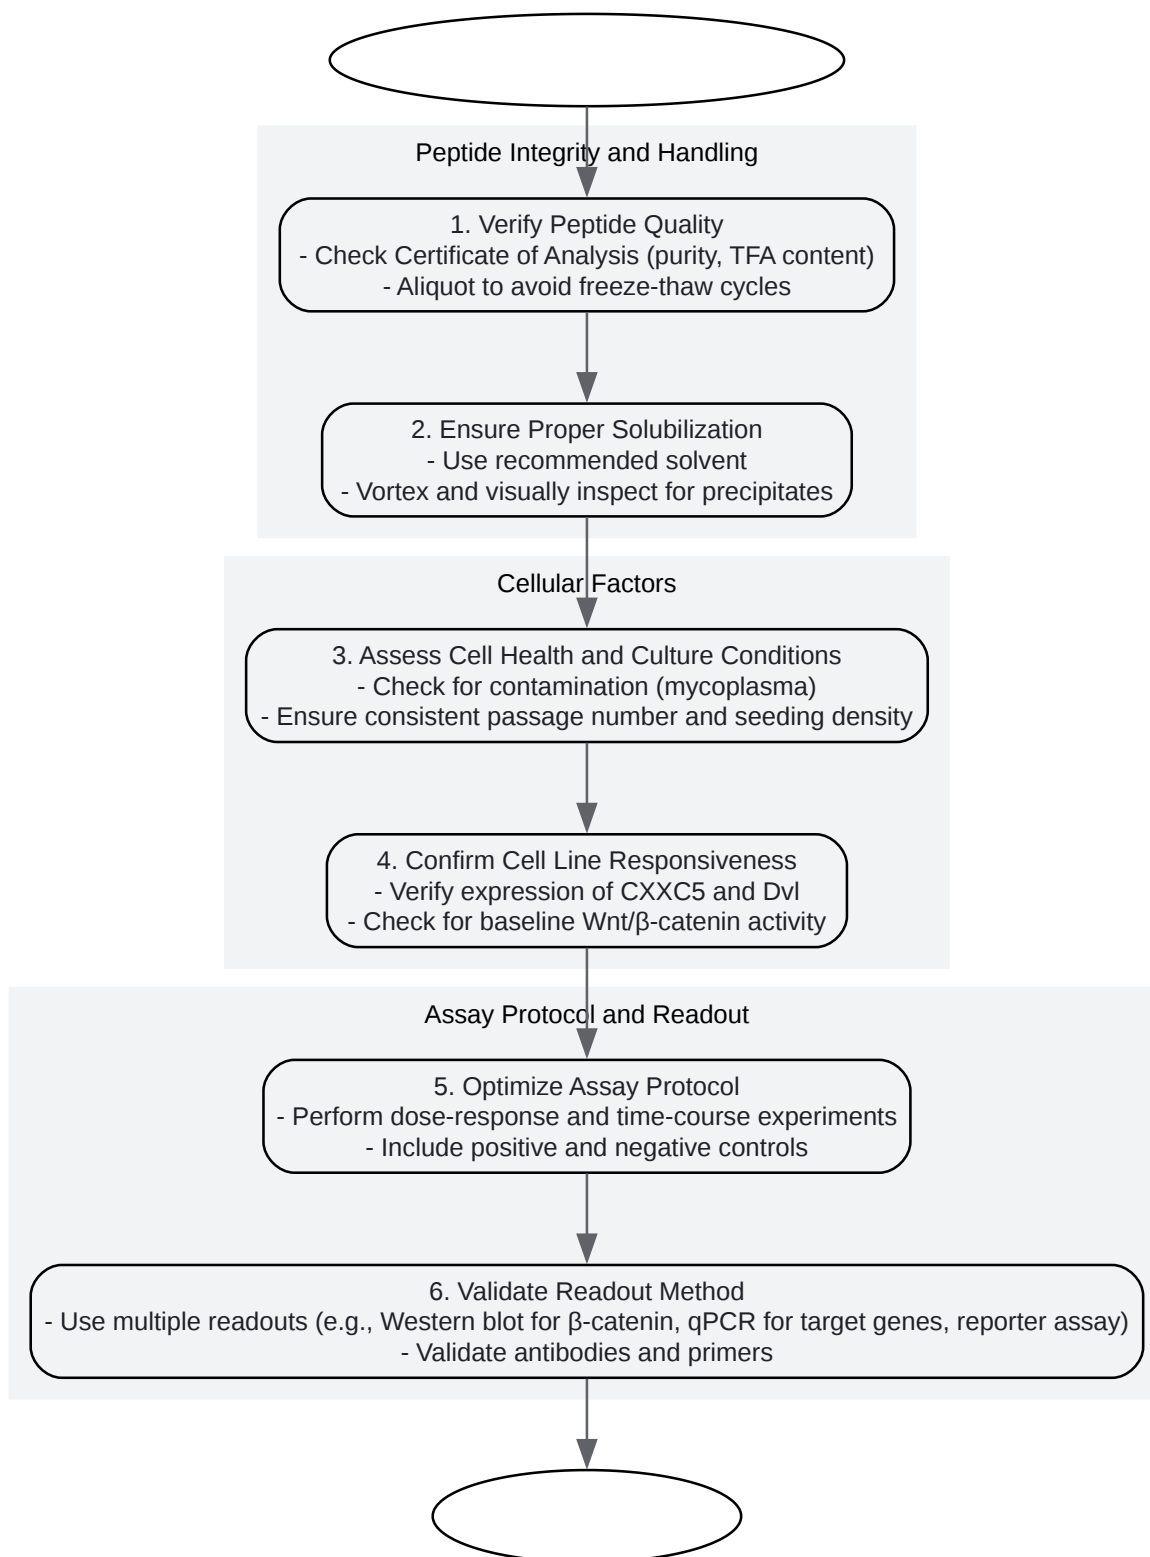 Peptide Integrity and Handling
1. Verify Peptide Quality
- Check Certificate of Analysis (purity, TFA content)
- Aliquot to avoid freeze-thaw cycles
2. Ensure Proper Solubilization
- Use recommended solvent
- Vortex and visually inspect for precipitates
Cellular Factors
3. Assess Cell Health and Culture Conditions
- Check for contamination (mycoplasma)
- Ensure consistent passage number and seeding density
4. Confirm Cell Line Responsiveness
- Verify expression of CXXC5 and Dvl
- Check for baseline Wnt/β-catenin activity
Assay Protocol and Readout
5. Optimize Assay Protocol
- Perform dose-response and time-course experiments
- Include positive and negative controls
6. Validate Readout Method
- Use multiple readouts (e.g., Western blot for β-catenin, qPCR for target genes, reporter assay)
- Validate antibodies and primers